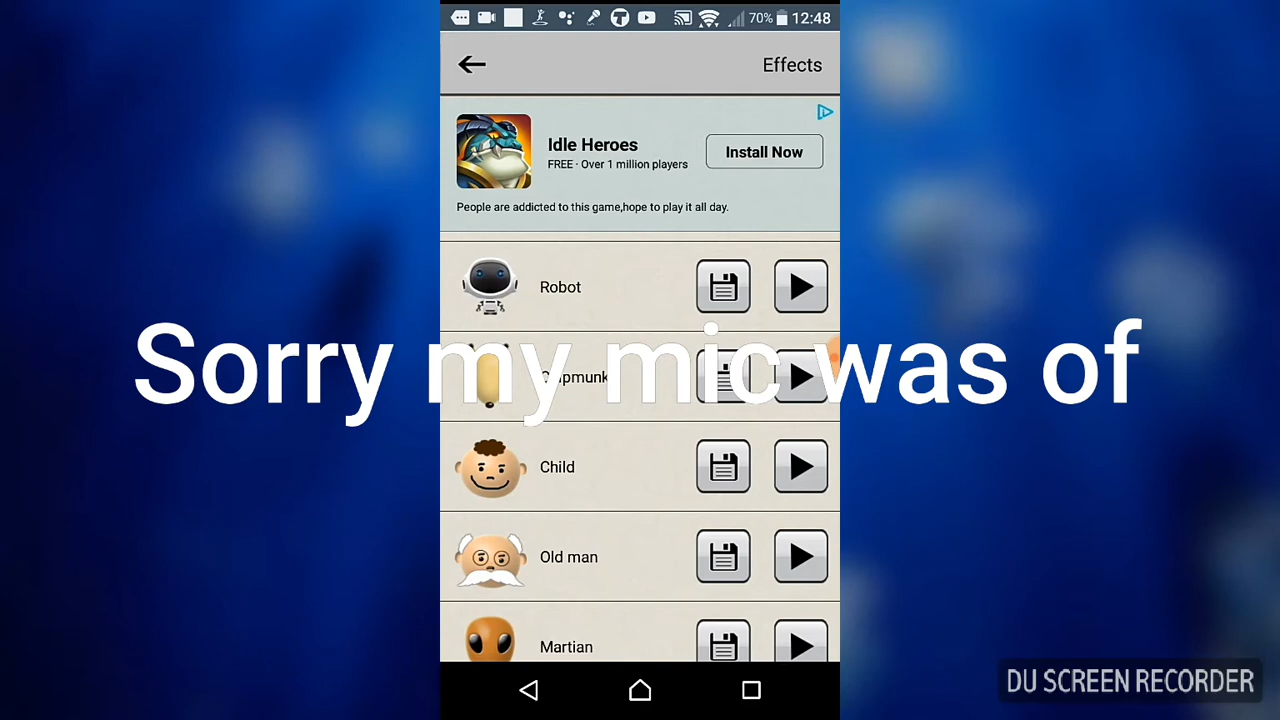 70% 12:48
Effects
Idle Heroes
FREE · Over 1 million players
Install Now
People are addicted to this game,hope to play it all day.
Robot
Sorry my mic was of
Chipmunk
Child
Old man
Martian
DU SCREEN RECORDER